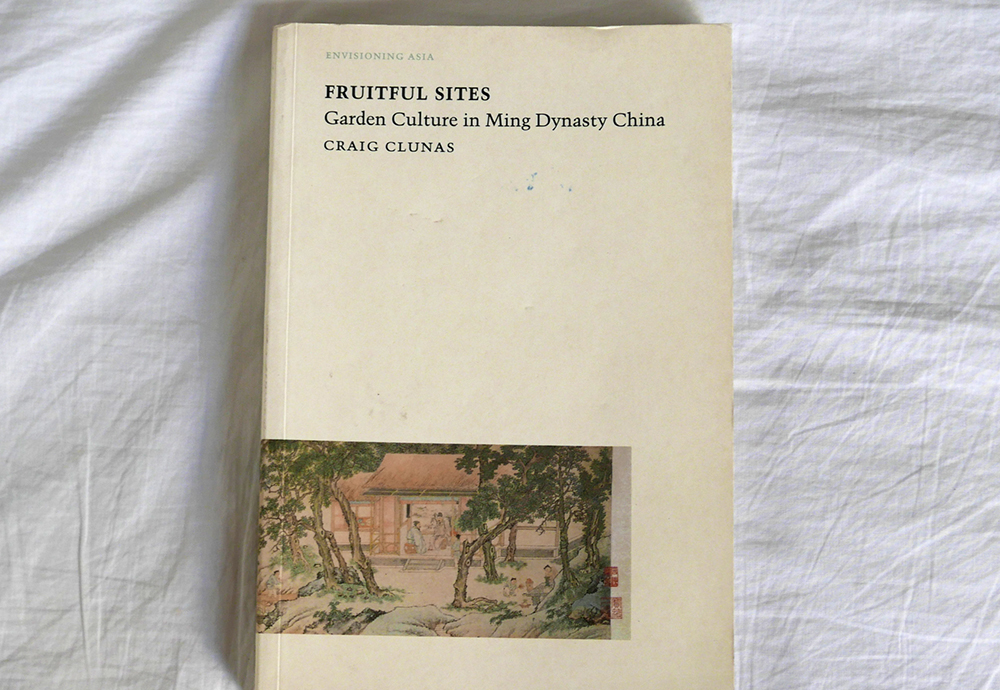 ENVISIONING ASIA
FRUITFUL SITES
Garden Culture in Ming Dynasty China
CRAIG CLUNAS